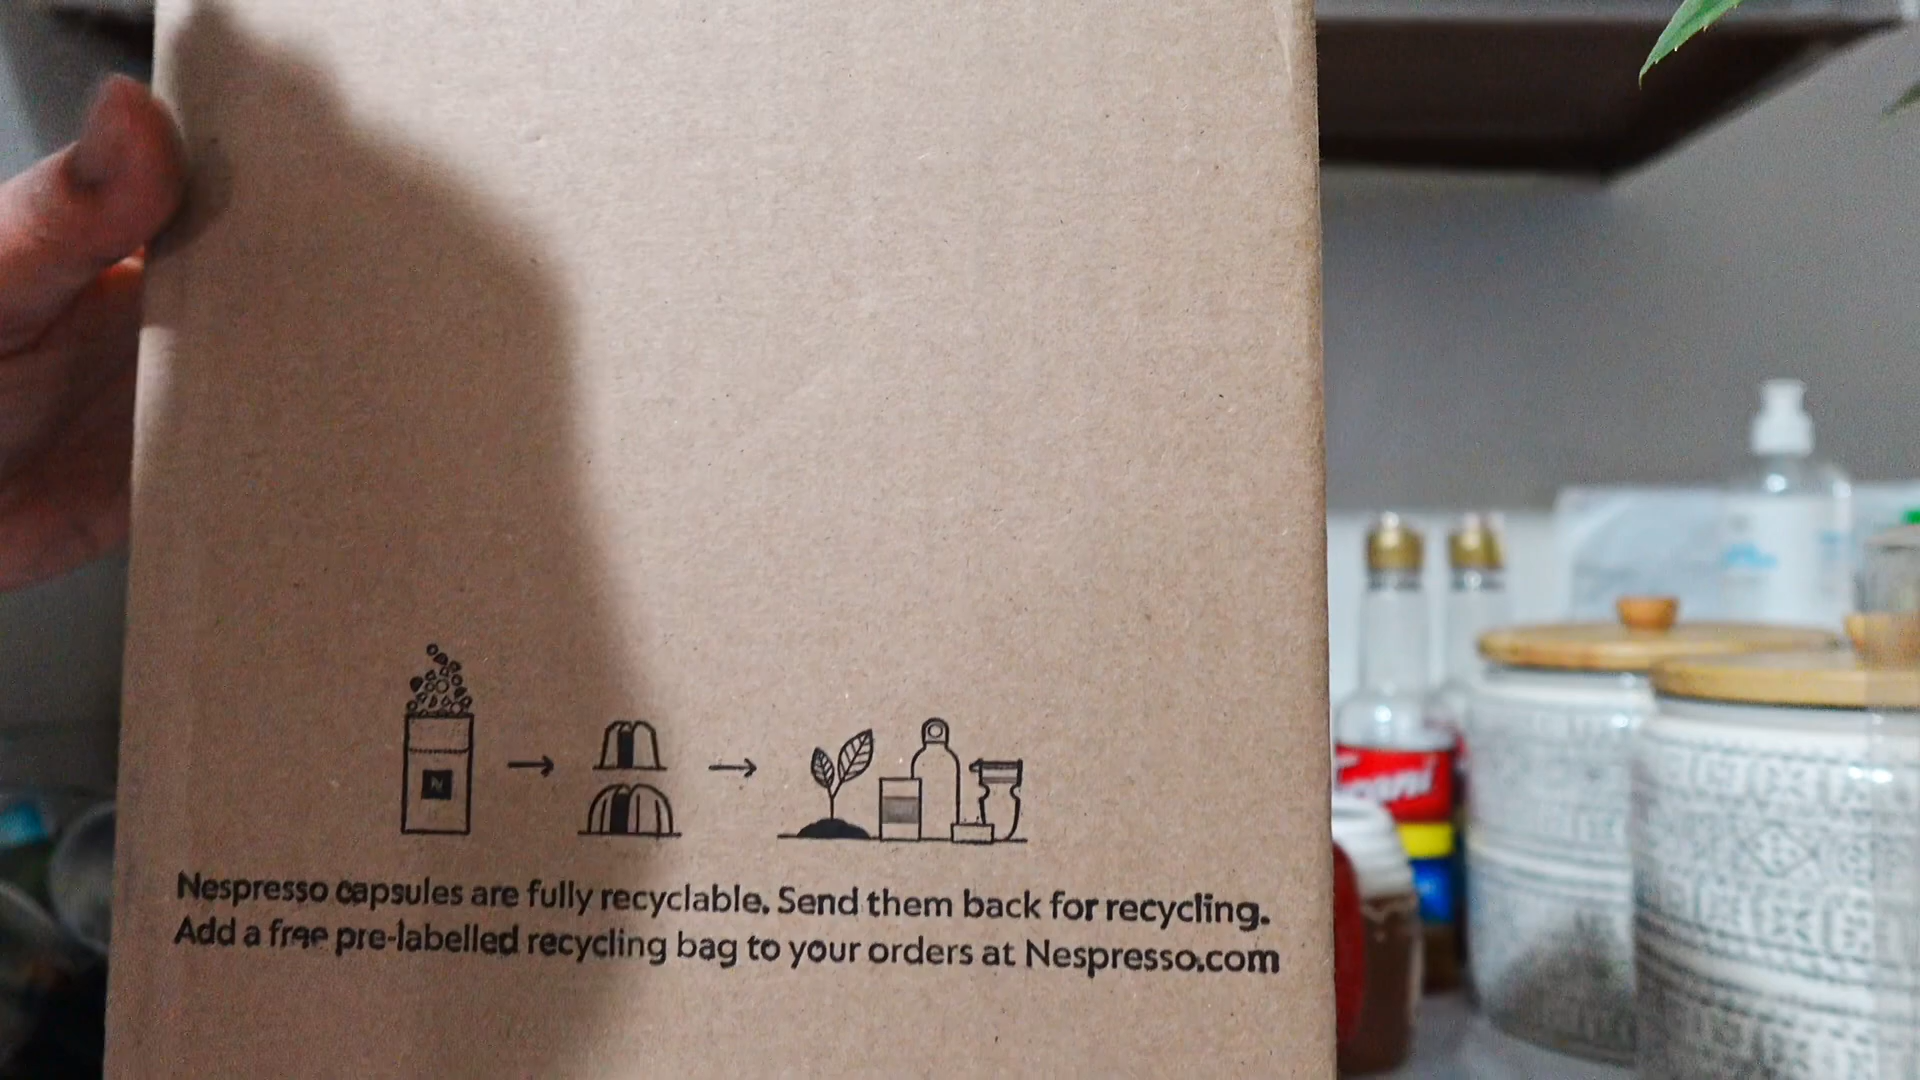 N
Nespresso capsules are fully recyclable. Send them back for recycling.
Add a free pre-labelled recycling bag to your orders at Nespresso.com
Torani